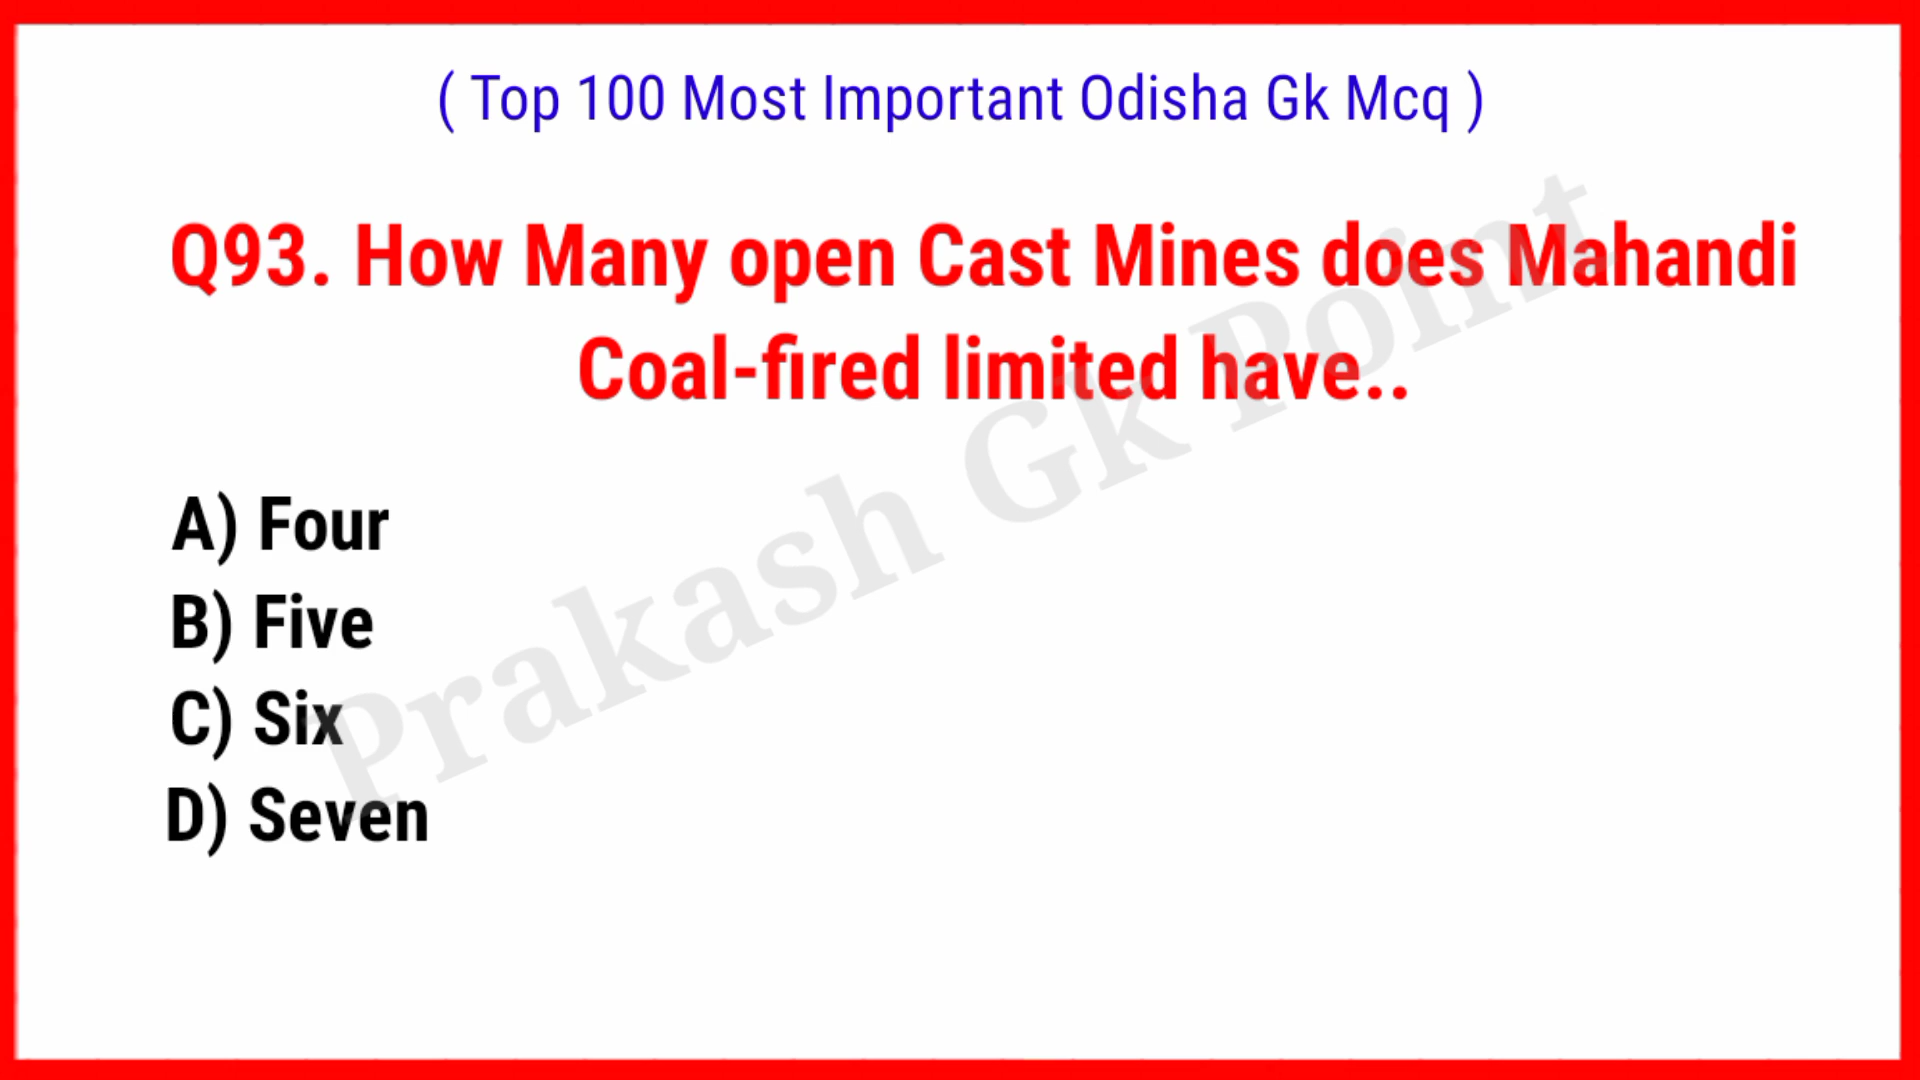 ( Top 100 Most Important Odisha Gk Mcq )
Q93. How Many open Cast Mines does Mahandi
Coal-fired limited have..
A) Four
B) Five
C) Six
D) Seven
Prakash Gk Point